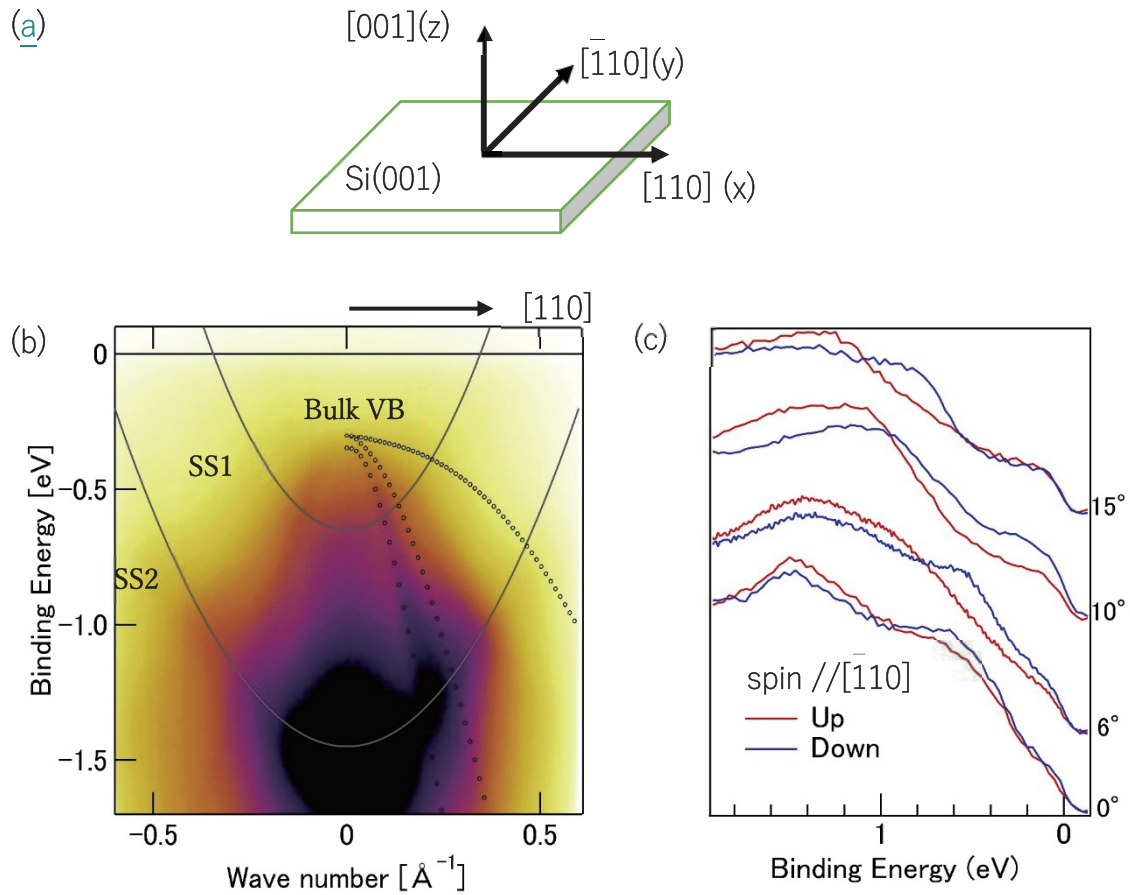 (a)
[001](z)
[1̅10](y)
Si(001)
[110] (x)
[110]
(b)
0
-0.5
-1.0
-1.5
Binding Energy [eV]
Bulk VB
SS1
SS2
-0.5 0 0.5
Wave number [Å⁻¹]
(c)
15°
10°
6°
0°
spin //[1̅10]
Up
Down
1 0
Binding Energy (eV)